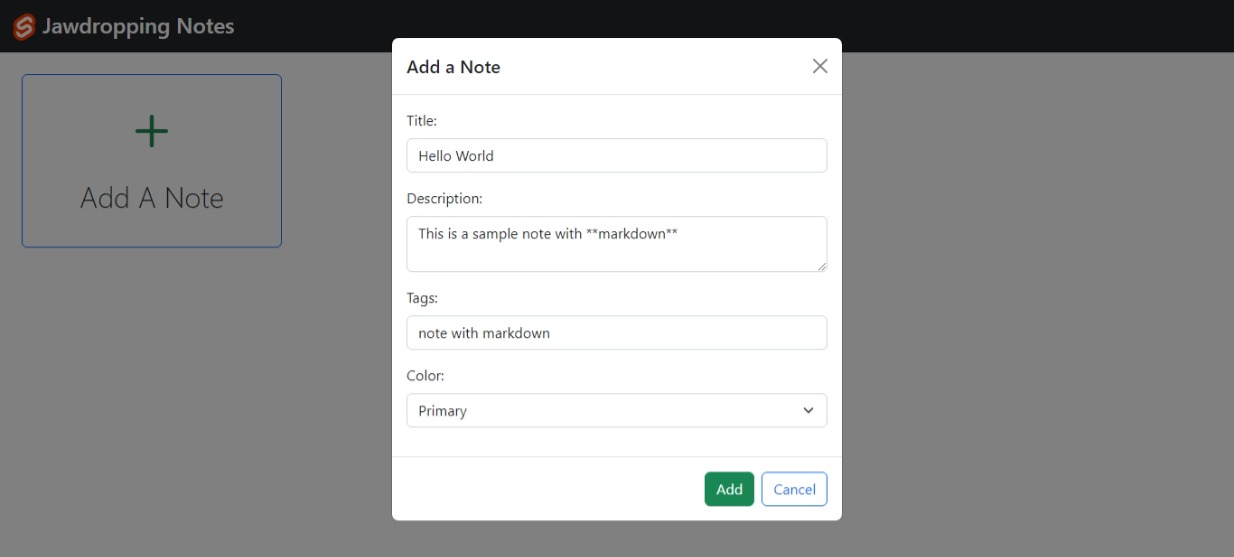 Jawdropping Notes
Add A Note
Add a Note
Title:
Hello World
Description:
This is a sample note with **markdown**
Tags:
note with markdown
Color:
Primary
Add
Cancel